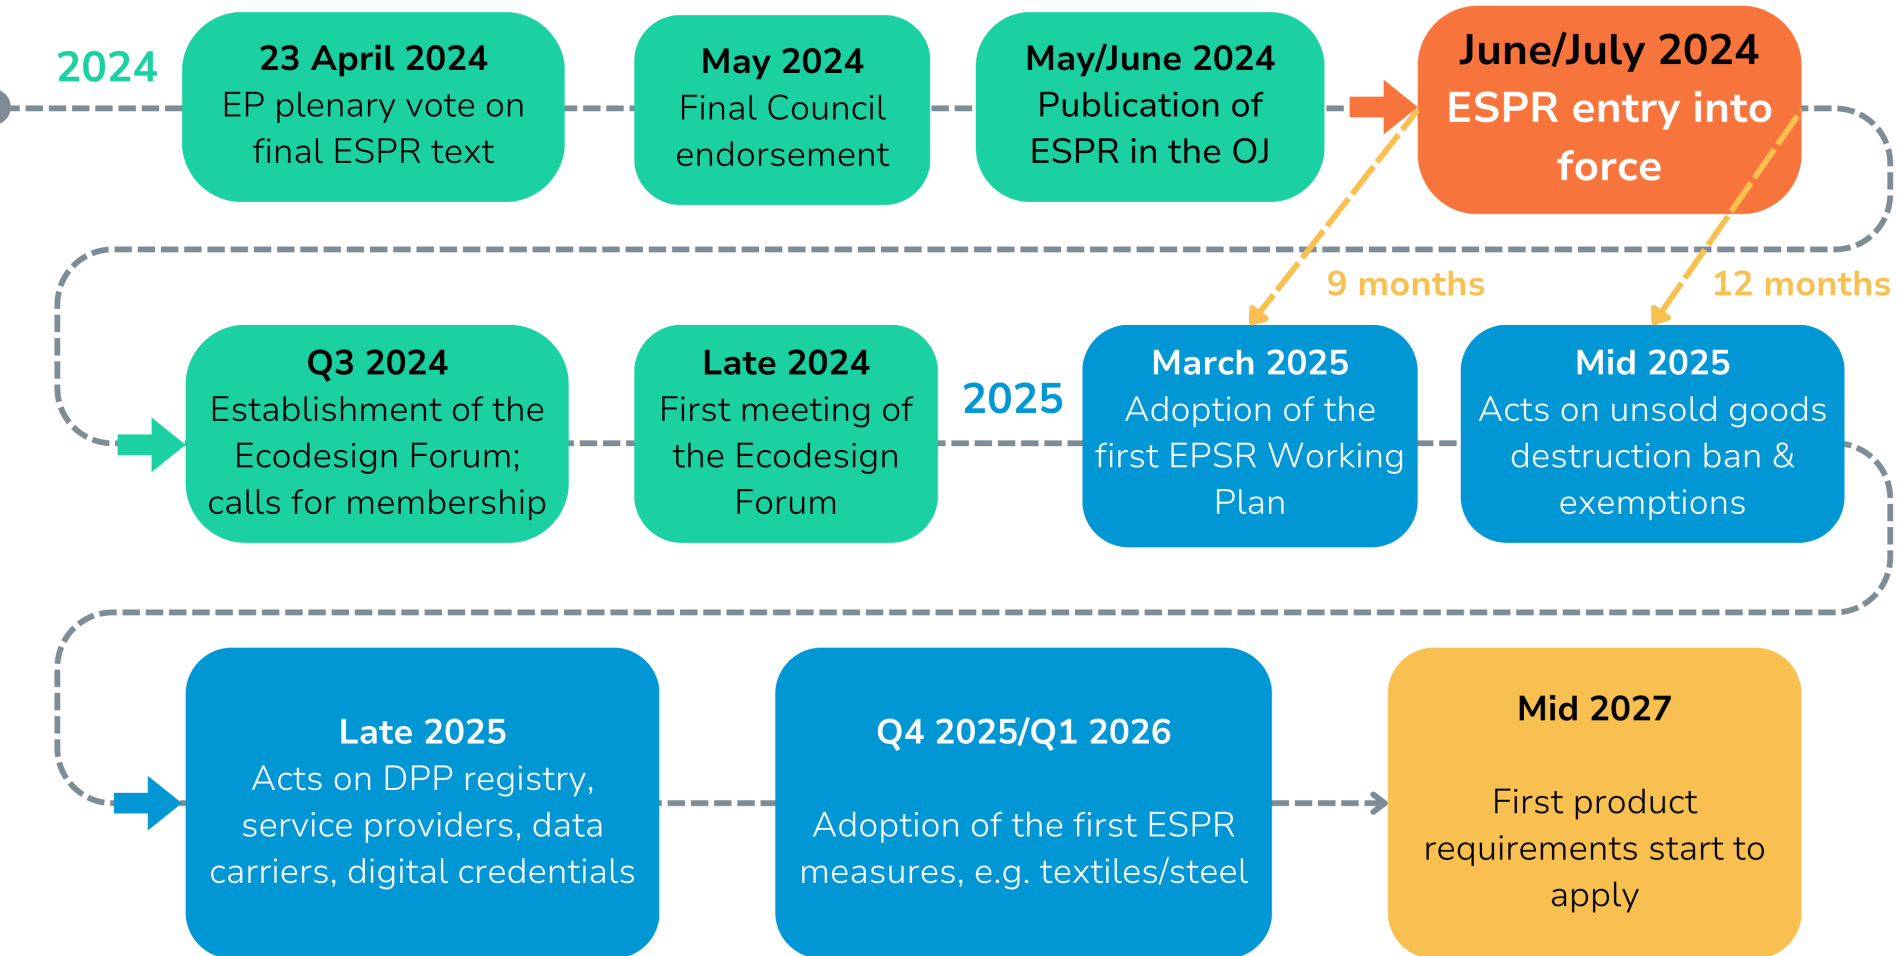 2024
23 April 2024
EP plenary vote on
final ESPR text
May 2024
Final Council
endorsement
May/June 2024
Publication of
ESPR in the OJ
June/July 2024
ESPR entry into
force
9 months
12 months
Q3 2024
Establishment of the
Ecodesign Forum;
calls for membership
Late 2024
First meeting of
the Ecodesign
Forum
2025
March 2025
Adoption of the
first EPSR Working
Plan
Mid 2025
Acts on unsold goods
destruction ban &
exemptions
Late 2025
Acts on DPP registry,
service providers, data
carriers, digital credentials
Q4 2025/Q1 2026
Adoption of the first ESPR
measures, e.g. textiles/steel
Mid 2027
First product
requirements start to
apply